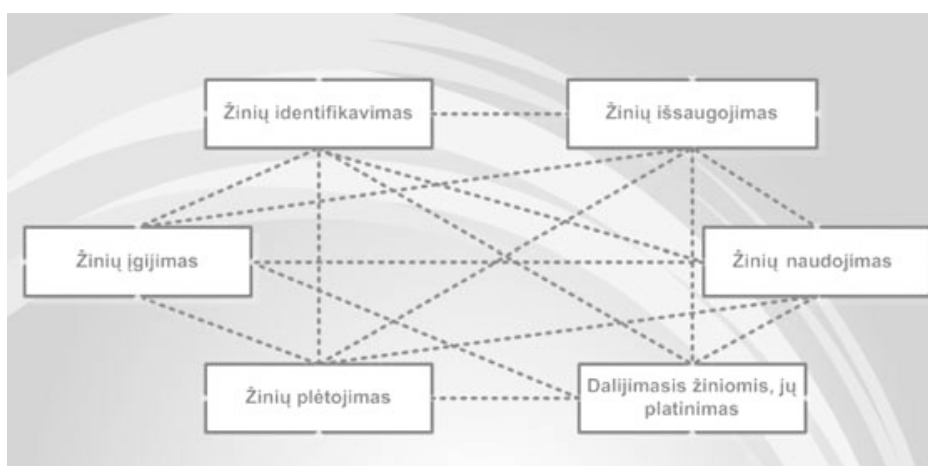 Žinių identifikavimas
Žinių išsaugojimas
Žinių įgijimas
Žinių naudojimas
Žinių plėtojimas
Dalijimasis žiniomis, jų
platinimas